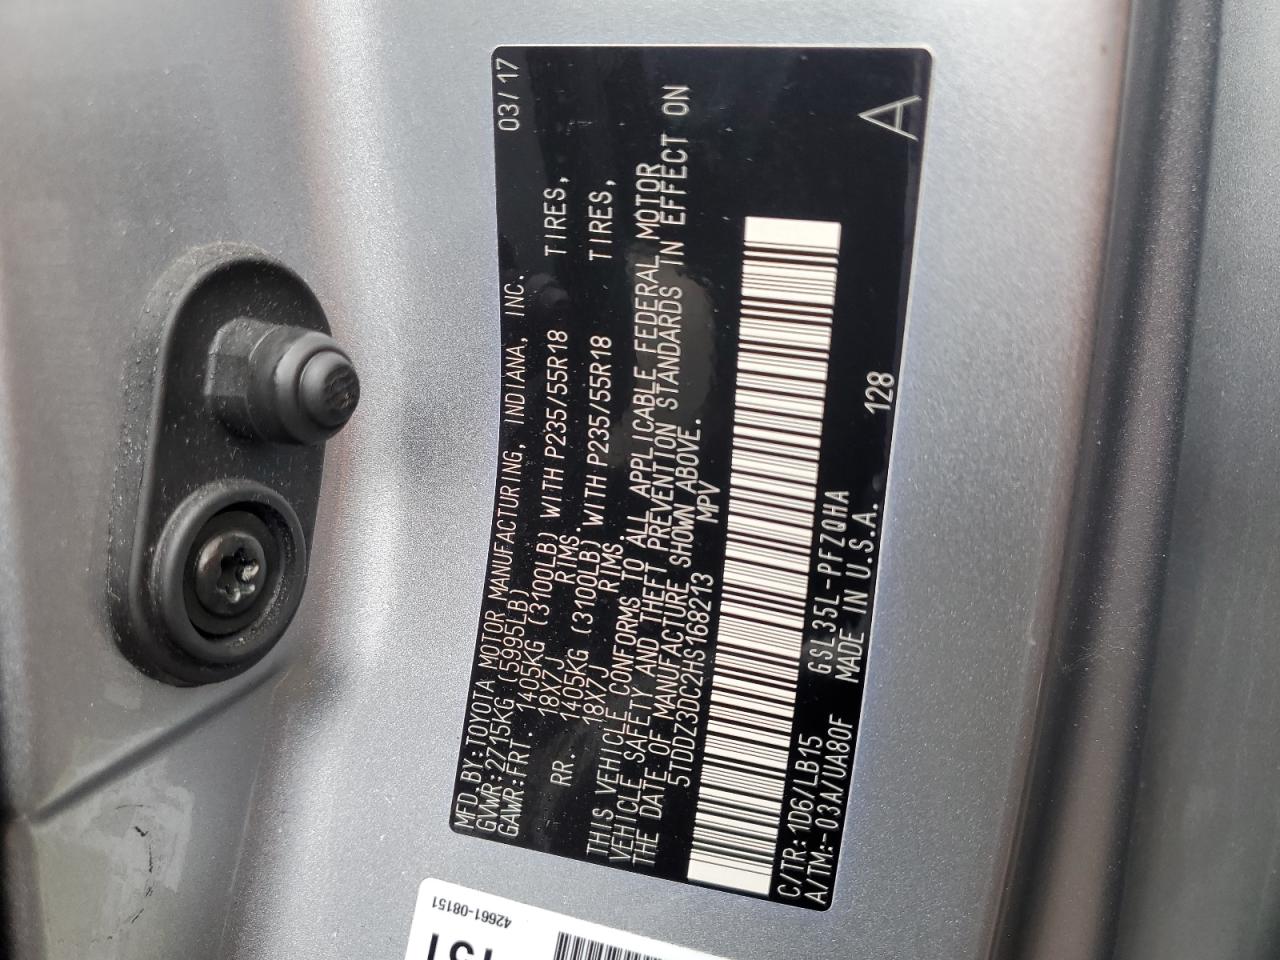 MFD.BY:TOYOTA MOTOR MANUFACTURING, INDIANA, INC. 03/17
GVWR:2715KG (5995LB)
GAWR:FRT. 1405KG (3100LB) WITH P235/55R18 TIRES,
18X7J RIMS.
RR. 1405KG (3100LB) WITH P235/55R18 TIRES,
18X7J RIMS.
THIS VEHICLE CONFORMS TO ALL APPLICABLE FEDERAL MOTOR
VEHICLE SAFETY AND THEFT PREVENTION STANDARDS IN EFFECT ON
THE DATE OF MANUFACTURE SHOWN ABOVE.
5TDDZ3DC2HS168213 MPV
C/TR:1D6/LB15 GSL35L-PFZQHA 128
A/TM:-03A/UA80F MADE IN U.S.A.
A
42661-08151